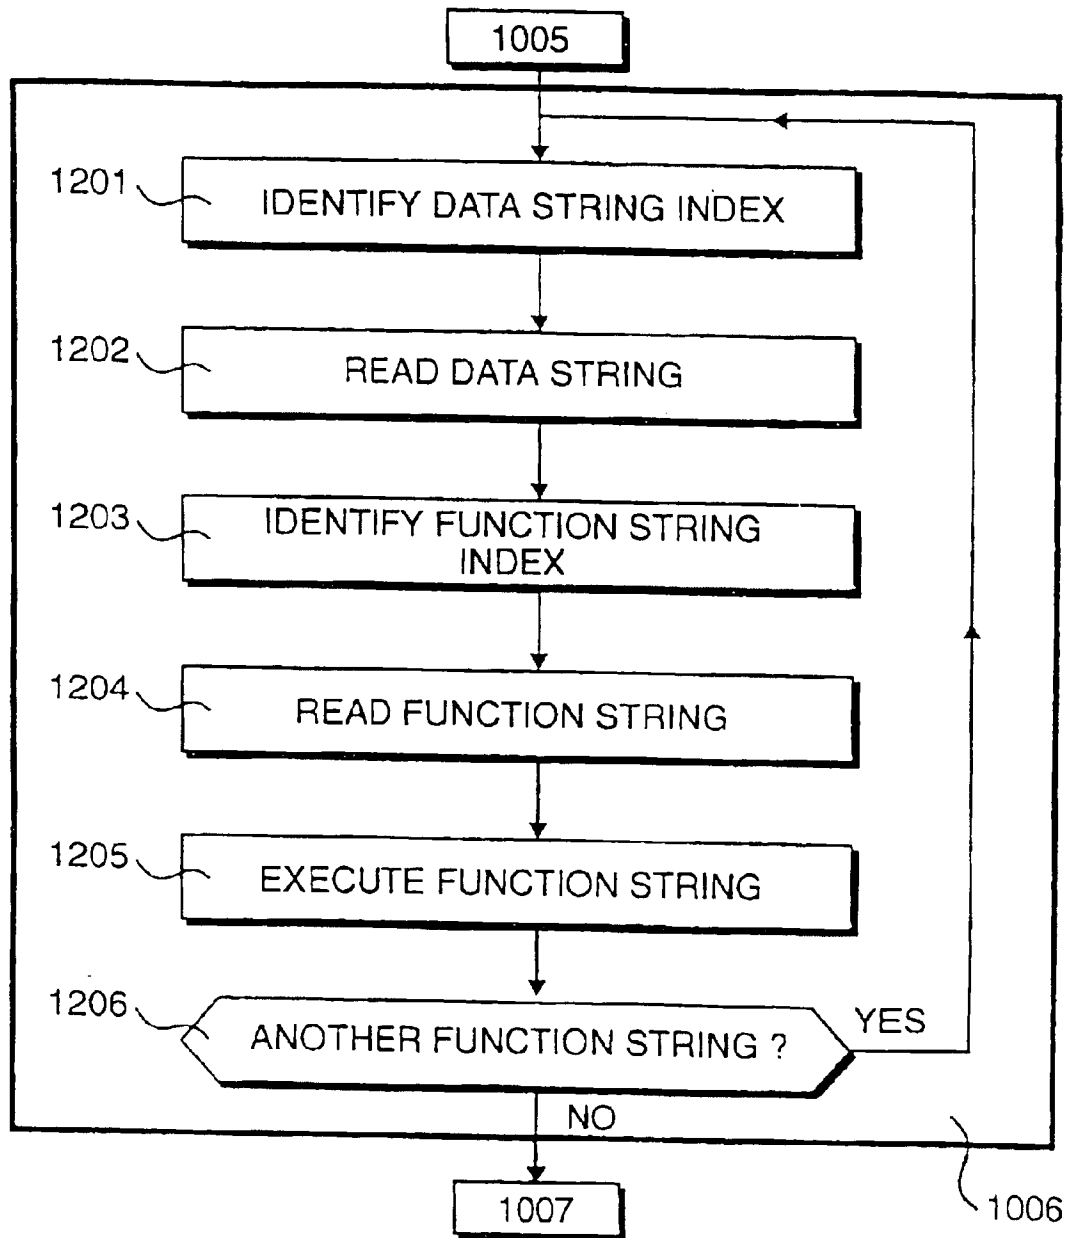 1005
1201
IDENTIFY DATA STRING INDEX
1202
READ DATA STRING
1203
IDENTIFY FUNCTION STRING
INDEX
1204
READ FUNCTION STRING
1205
EXECUTE FUNCTION STRING
1206
ANOTHER FUNCTION STRING ?
YES
NO
1007
1006